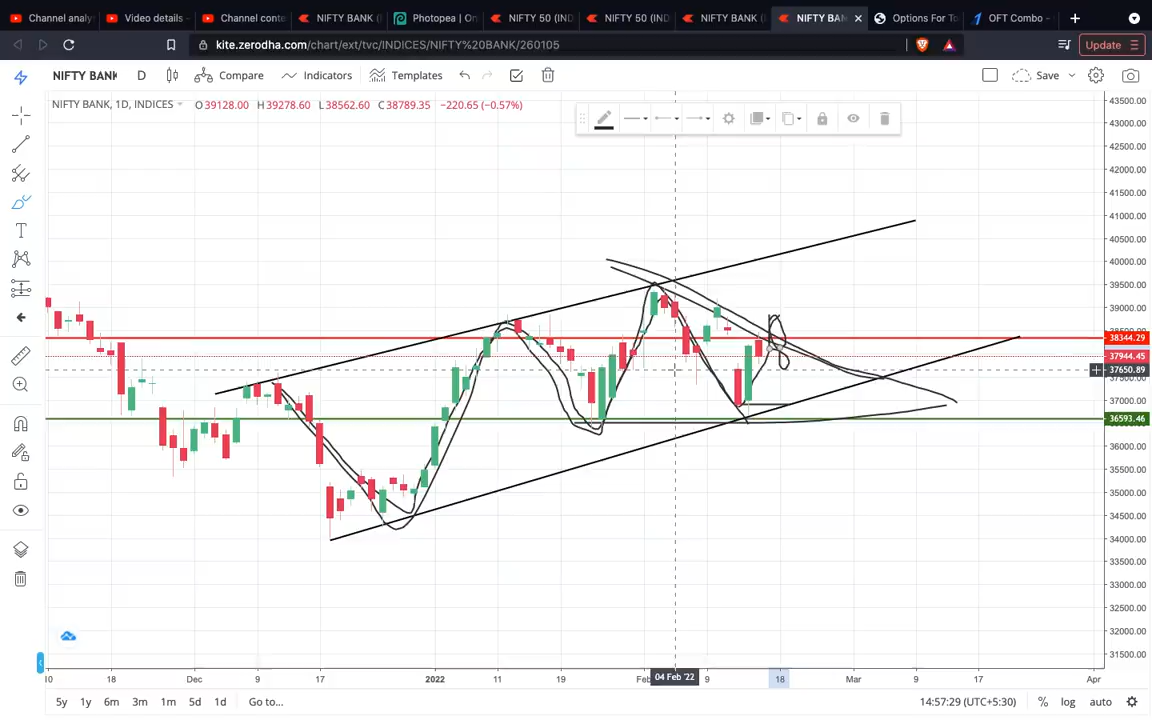 Channel analy
Video details -
Channel conte
NIFTY BANK (
Photopea | On
NIFTY 50 (IND
NIFTY 50 (IND
NIFTY BANK (
NIFTY BAN
Options For To
OFT Combo -
kite.zerodha.com/chart/ext/tvc/INDICES/NIFTY%20BANK/260105
Update
NIFTY BANK
D
Compare
Indicators
Templates
Save
NIFTY BANK, 1D, INDICES
O39128.00 H39278.60 L38562.60 C38789.35 −220.65 (−0.57%)
43500.00
43000.00
42500.00
42000.00
41500.00
41000.00
40500.00
40000.00
39500.00
39000.00
38344.29
37944.45
37650.89
37000.00
36591.46
36000.00
35500.00
35000.00
34500.00
34000.00
33500.00
33000.00
32500.00
32000.00
31500.00
10 18 Dec 9 17 2022 11 19 Feb 04 Feb '22 9 18 Mar 9 17 Apr
5y 1y 6m 3m 1m 5d 1d Go to...
14:57:29 (UTC+5:30) % log auto